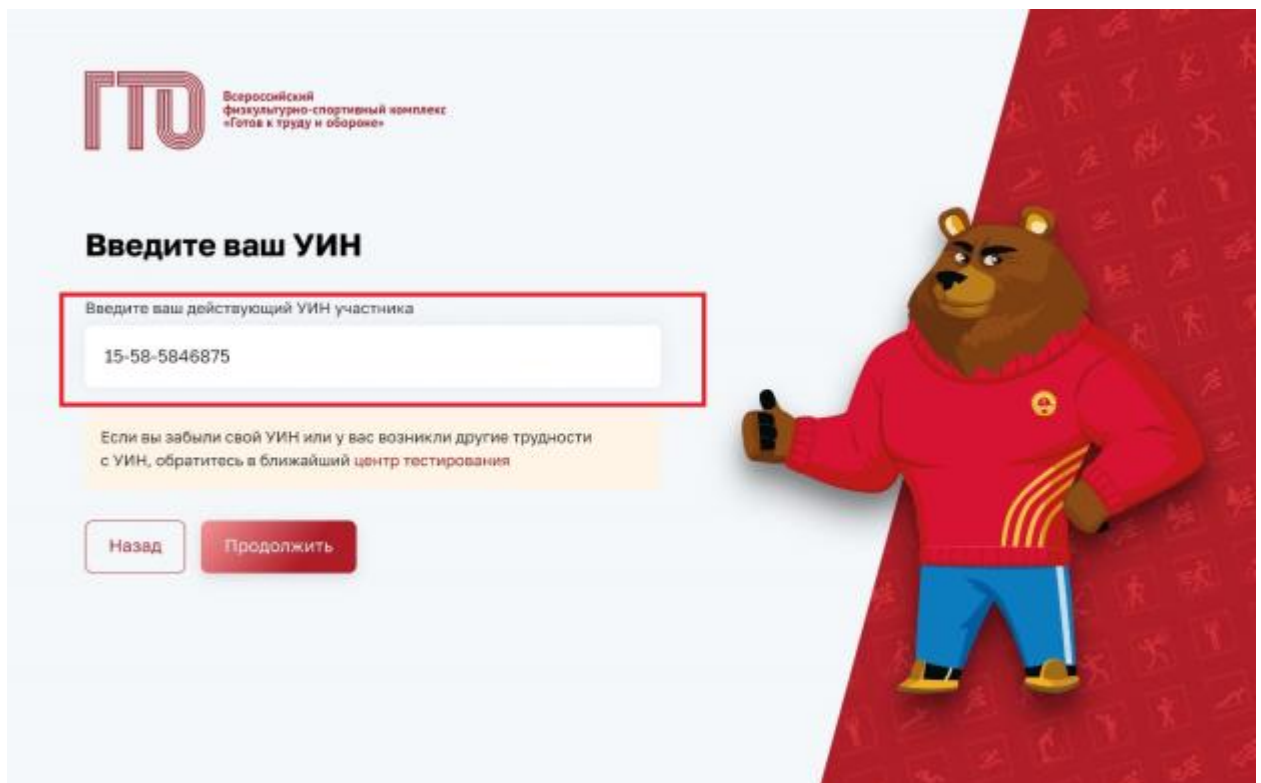 ГТО
Всероссийский
физкультурно-спортивный комплекс
«Готов к труду и обороне»
Введите ваш УИН
Введите ваш действующий УИН участника
15-58-5846875
Если вы забыли свой УИН или у вас возникли другие трудности
с УИН, обратитесь в ближайший центр тестирования
Назад
Продолжить